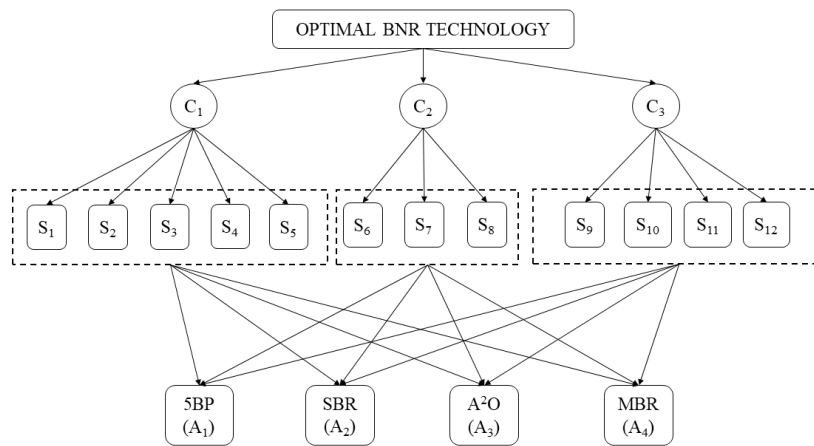 OPTIMAL BNR TECHNOLOGY
C₁ C₂ C₃
S₁ S₂ S₃ S₄ S₅ S₆ S₇ S₈ S₉ S₁₀ S₁₁ S₁₂
5BP SBR A²O MBR
(A₁) (A₂) (A₃) (A₄)